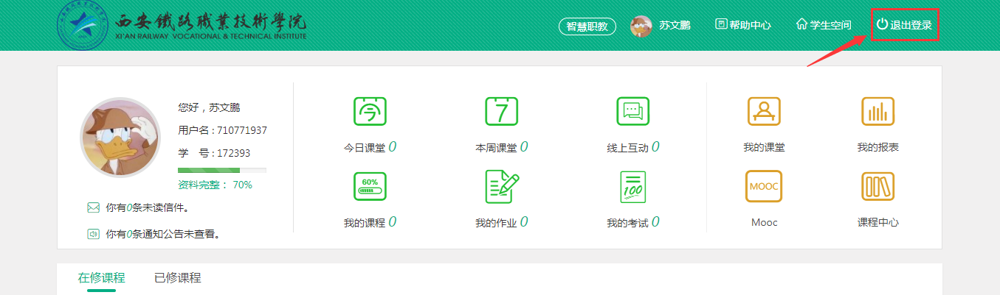 西安鐵路職業技術學院
XI'AN RAILWAY VOCATIONAL & TECHNICAL INSTITUTE
智慧职教
苏文鹏
帮助中心
学生空间
退出登录
您好，苏文鹏
用户名 : 710771937
学 号 : 172393
资料完整： 70%
你有0条未读信件。
你有0条通知公告未查看。
今
今日课堂 0
7
本周课堂 0
线上互动 0
我的课堂
我的报表
60%
我的课程 0
我的作业 0
100
我的考试 0
MOOC
Mooc
课程中心
在修课程
已修课程